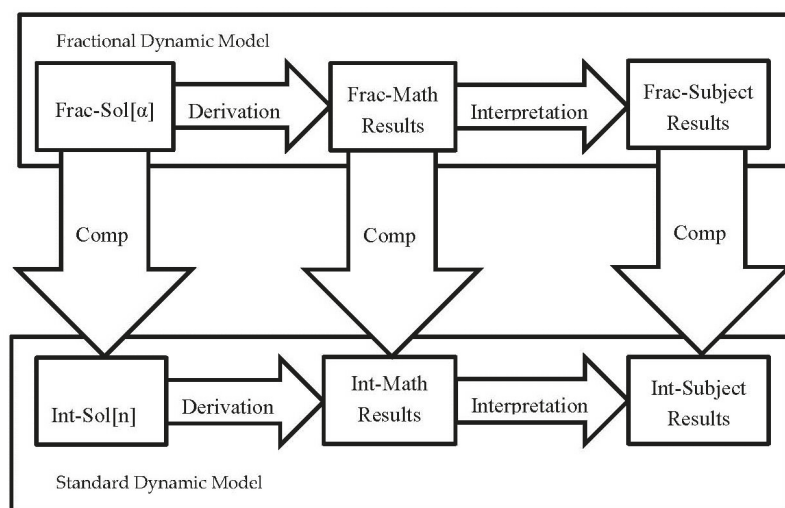 Fractional Dynamic Model
Frac-Sol[α]
Derivation
Frac-Math
Results
Interpretation
Frac-Subject
Results
Comp
Comp
Comp
Int-Sol[n]
Derivation
Int-Math
Results
Interpretation
Int-Subject
Results
Standard Dynamic Model